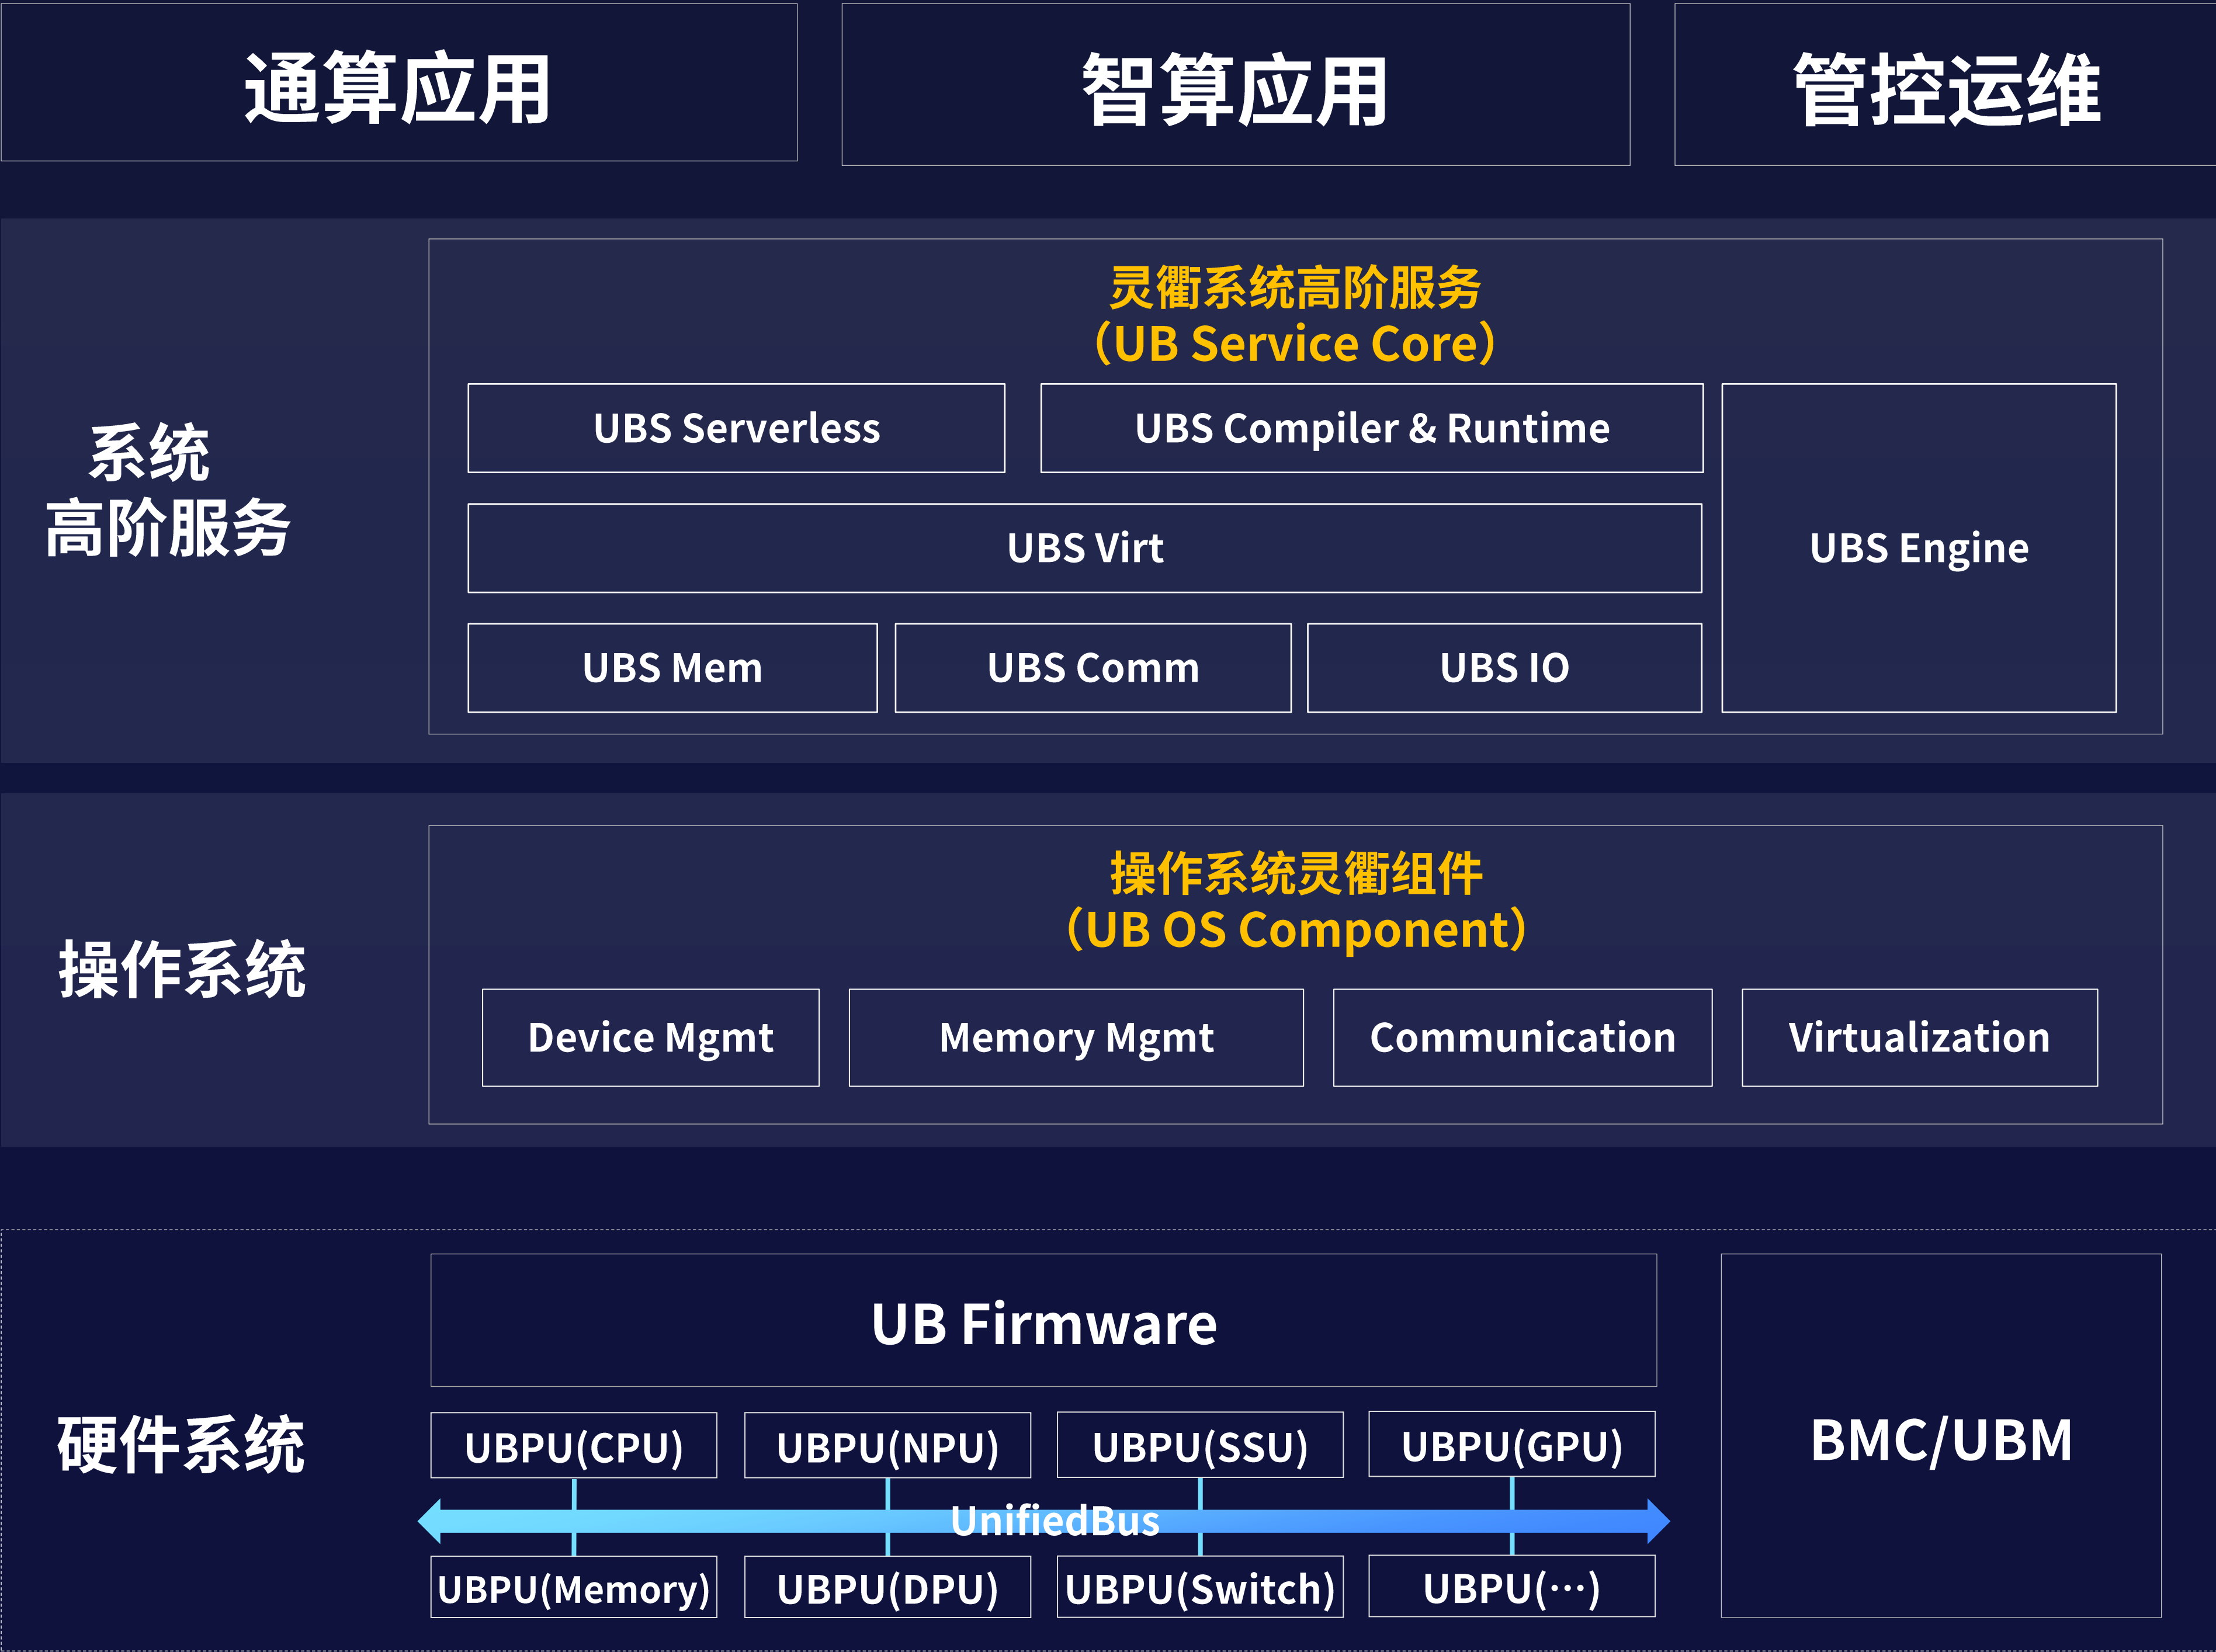 通算应用
智算应用
管控运维
系统
高阶服务
灵衢系统高阶服务
（UB Service Core）
UBS Serverless
UBS Compiler & Runtime
UBS Virt
UBS Engine
UBS Mem
UBS Comm
UBS IO
操作系统
操作系统灵衢组件
（UB OS Component）
Device Mgmt
Memory Mgmt
Communication
Virtualization
硬件系统
UB Firmware
BMC/UBM
UBPU(CPU)
UBPU(NPU)
UBPU(SSU)
UBPU(GPU)
UnifiedBus
UBPU(Memory)
UBPU(DPU)
UBPU(Switch)
UBPU(···)